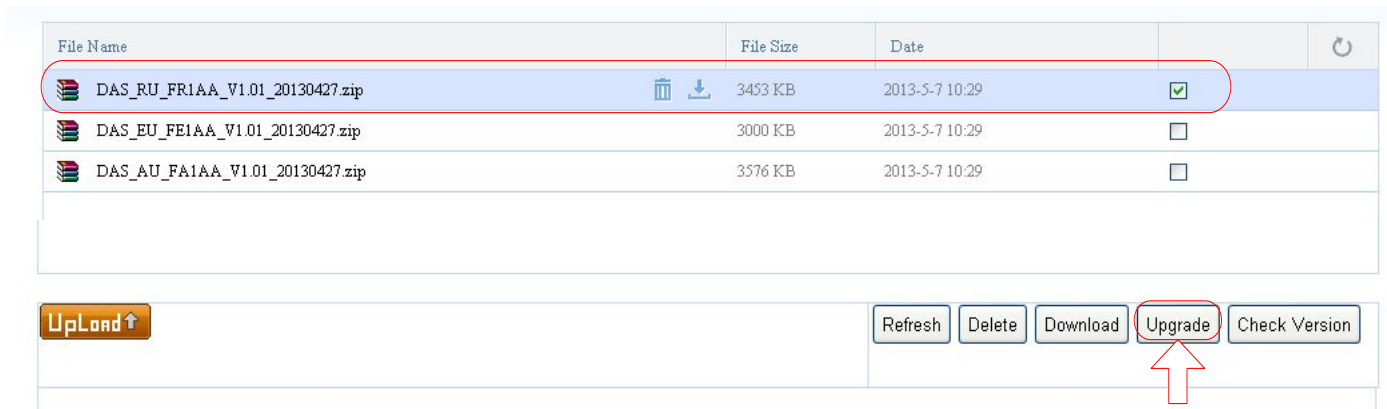 File Name File Size Date
DAS_RU_FR1AA_V1.01_20130427.zip 3453 KB 2013-5-7 10:29
DAS_EU_FE1AA_V1.01_20130427.zip 3000 KB 2013-5-7 10:29
DAS_AU_FA1AA_V1.01_20130427.zip 3576 KB 2013-5-7 10:29
UpLoad Refresh Delete Download Upgrade Check Version